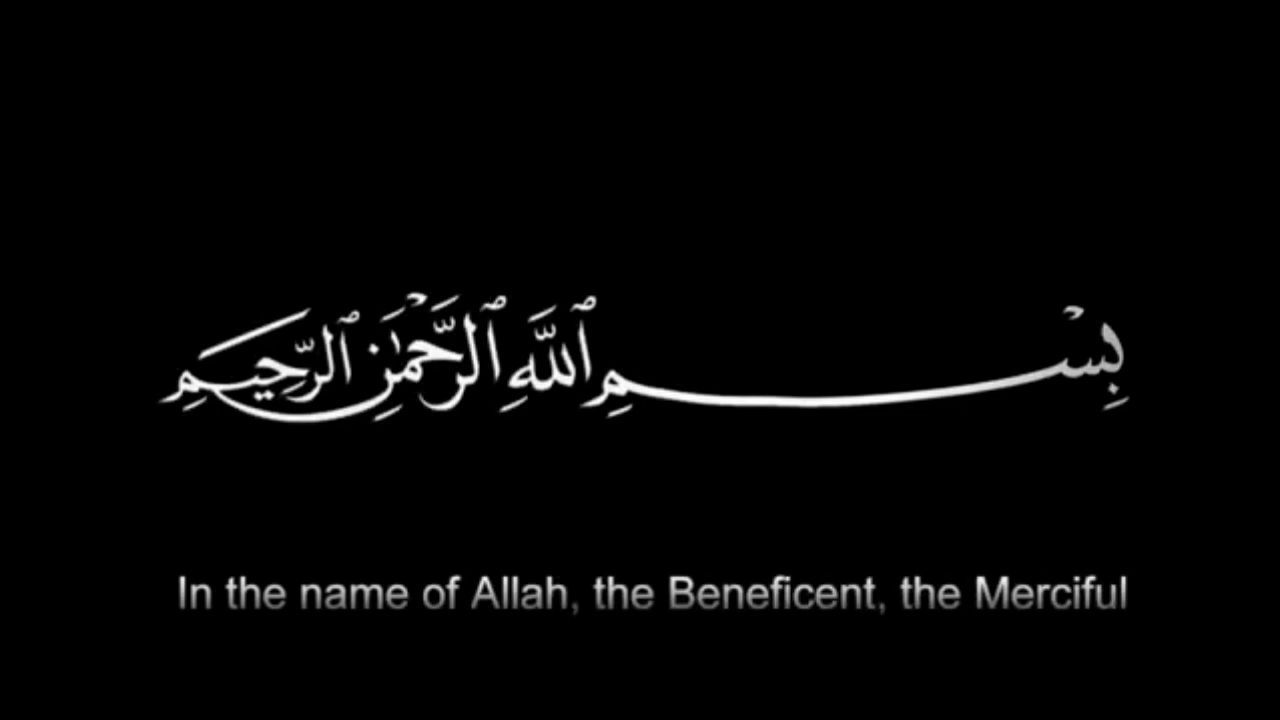 بِسْمِ ٱللَّهِ ٱلرَّحْمَٰنِ ٱلرَّحِيمِ
In the name of Allah, the Beneficent, the Merciful